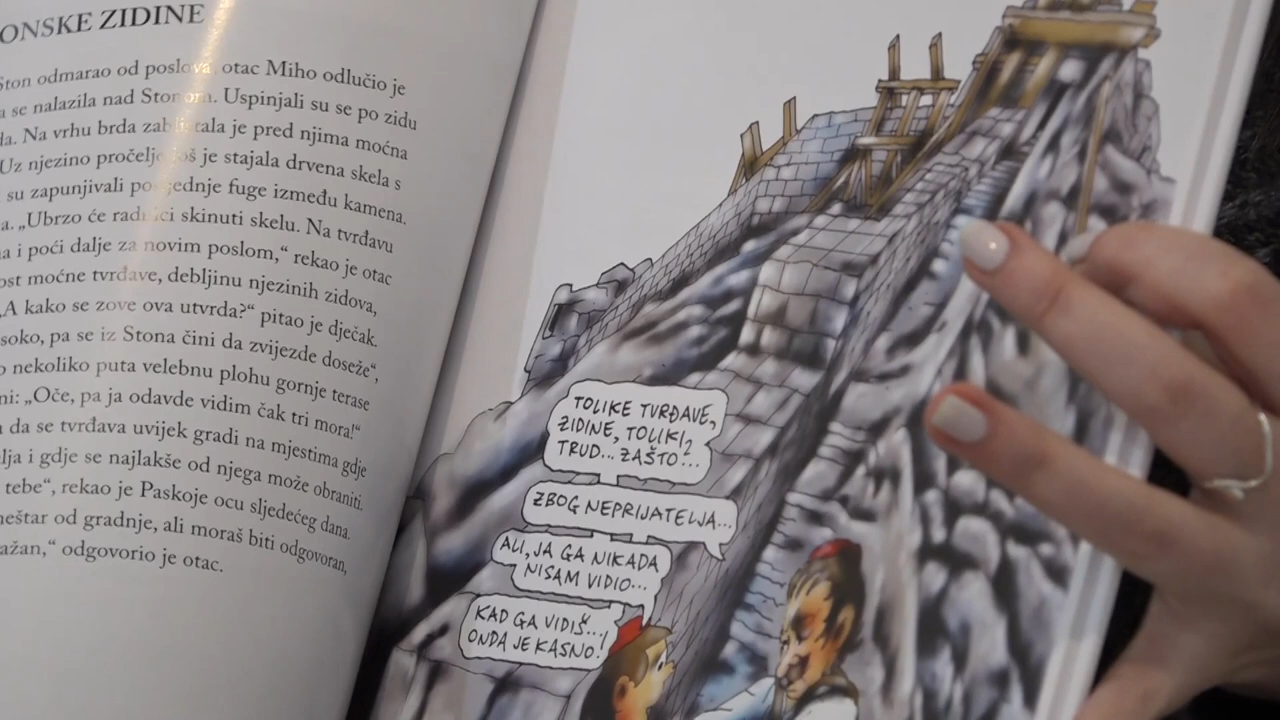 ONSKE ZIDINE
Ston odmarao od poslova, otac Miho odlučio je
a se nalazila nad Stonom. Uspinjali su se po zidu
da. Na vrhu brda zablistala je pred njima moćna
Uz njezino pročelje još je stajala drvena skela s
su zapunjivali posljednje fuge između kamena.
a. „Ubrzo će radnici skinuti skelu. Na tvrđavu
na i poći dalje za novim poslom,“ rekao je otac
ost moćne tvrđave, debljinu njezinih zidova,
„A kako se zove ova utvrda?“ pitao je dječak.
soko, pa se iz Stona čini da zvijezde doseže“,
o nekoliko puta velebnu plohu gornje terase
ni: „Oče, pa ja odavde vidim čak tri mora!“
da se tvrđava uvijek gradi na mjestima gdje
lja i gdje se najlakše od njega može obraniti.
tebe“, rekao je Paskoje ocu sljedećeg dana.
meštar od gradnje, ali moraš biti odgovoran,
ažan,“ odgovorio je otac.
TOLIKE TVRĐAVE,
ZIDINE, TOLIKI
TRUD... ZAŠTO?...
ZBOG NEPRIJATELJA...
ALI, JA GA NIKADA
NISAM VIDIO...
KAD GA VIDIŠ...
ONDA JE KASNO!